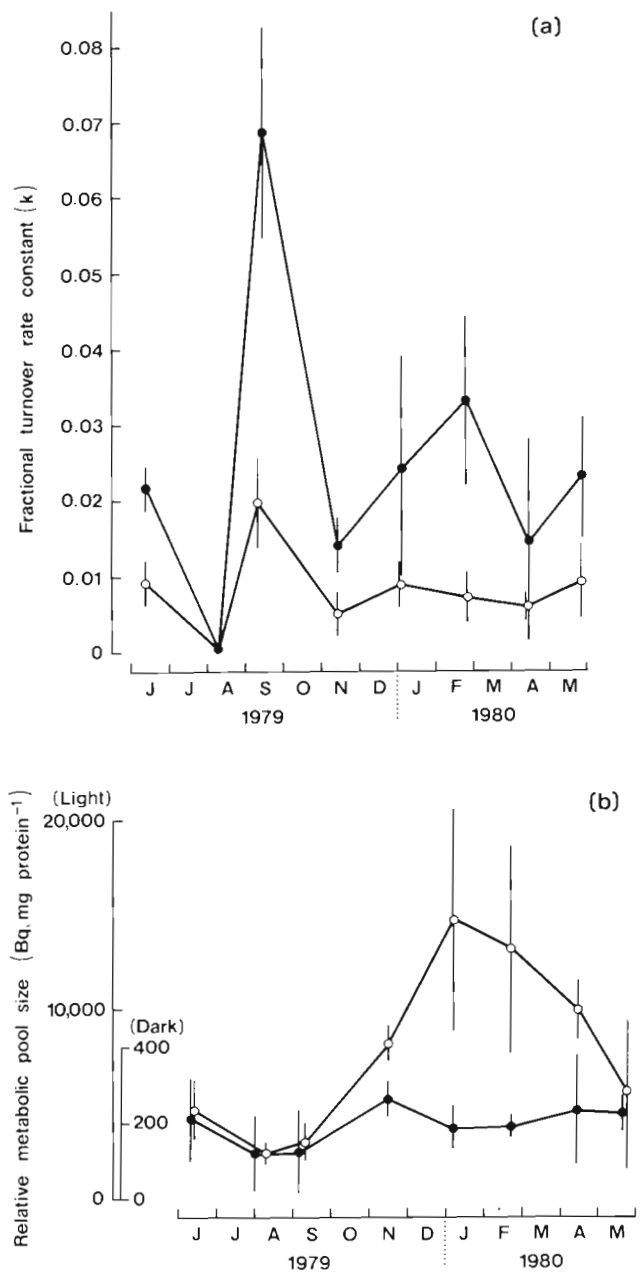 (a)
Fractional turnover rate constant (k)
0.08
0.07
0.06
0.05
0.04
0.03
0.02
0.01
0
J J A S O N D J F M A M
1979 1980
(b)
Relative metabolic pool size (Bq. mg protein⁻¹)
(Light)
20,000
10,000
0
(Dark)
400
200
0
J J A S O N D J F M A M
1979 1980